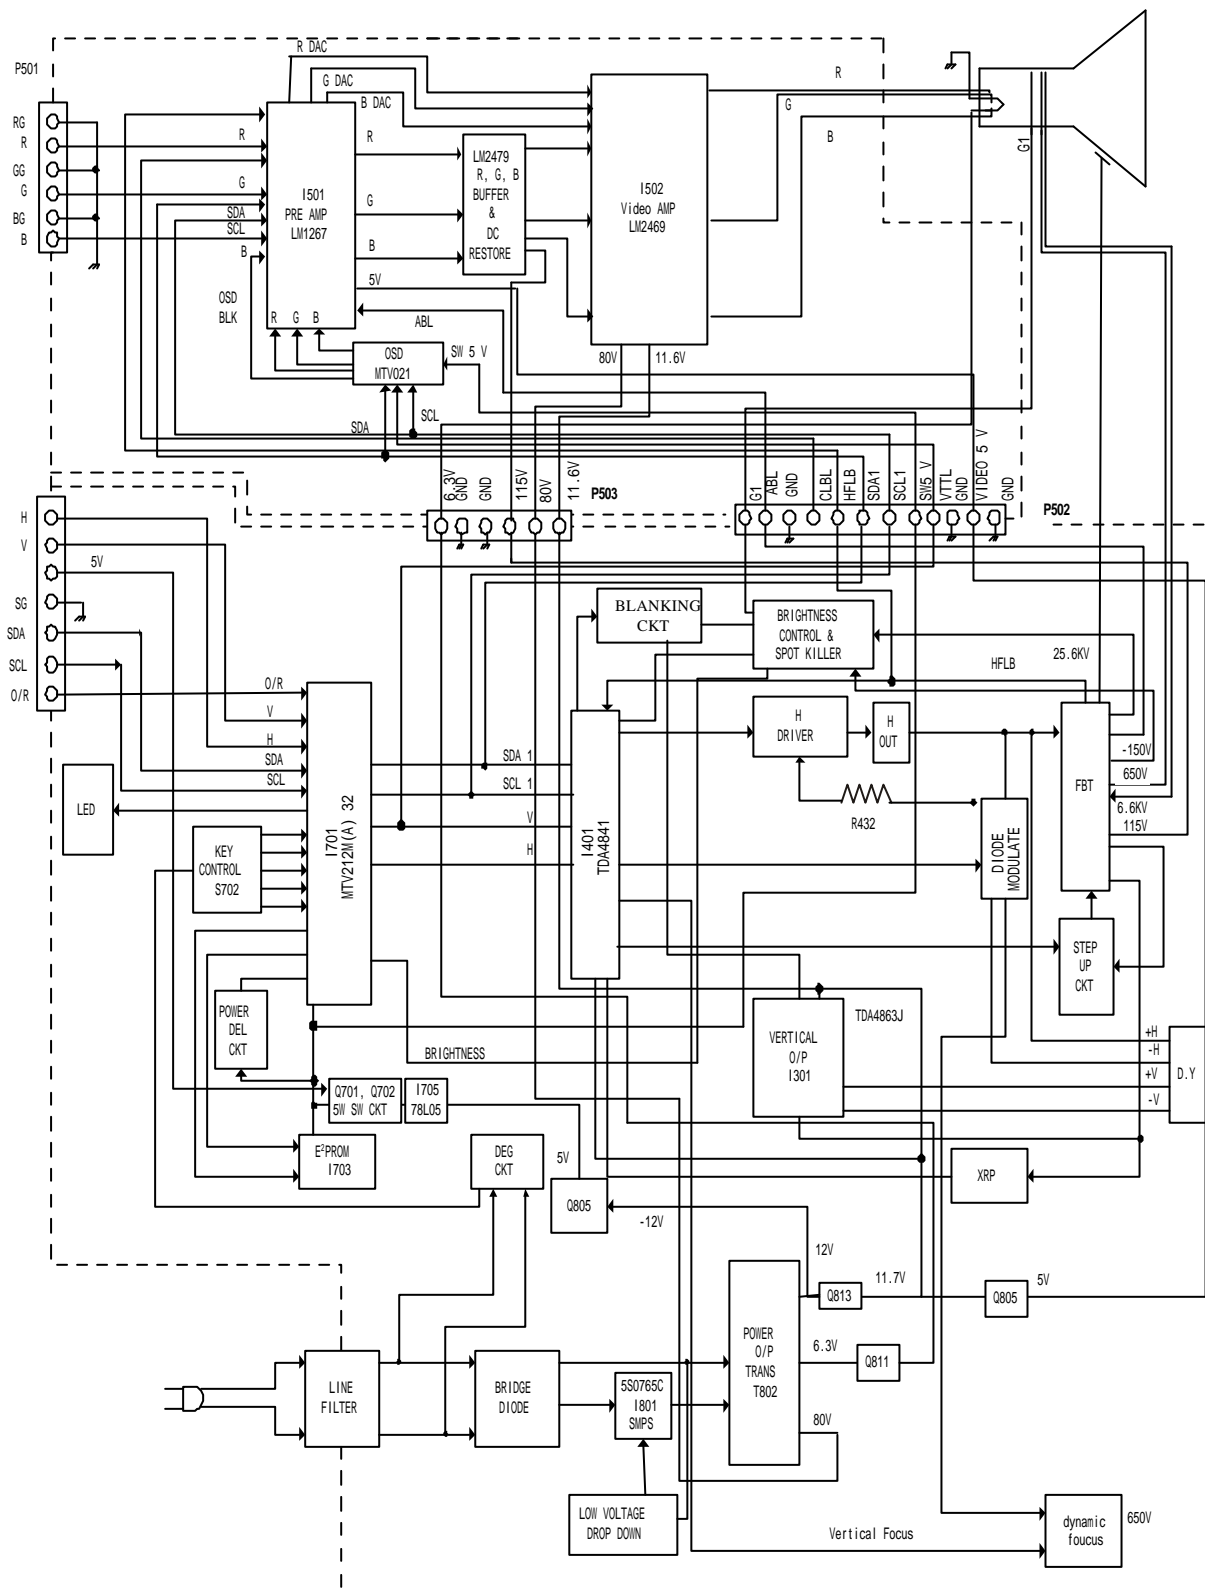 P501
RG
R
GG
G
BG
B
R DAC
G DAC
B DAC
R
G
SDA
SCL
B
OSD
BLK
I501
PRE AMP
LM1267
R G B
R
G
B
5V
ABL
LM2479
R, G, B
BUFFER
&
DC
RESTORE
I502
Video AMP
LM2469
R
G
B
G1
OSD
MTV021
SW 5 V
80V
11.6V
SCL
SDA
6.3V
GND
GND
115V
80V
11.6V
P503
G1
ABL
GND
CLBL
HFLB
SDA1
SCL1
SW5 V
VTTL
GND
VIDEO 5 V
GND
P502
H
V
5V
SG
SDA
SCL
O/R
O/R
V
H
SDA
SCL
LED
KEY
CONTROL
S702
I701
MTV212M(A) 32
SDA 1
SCL 1
V
H
BLANKING
CKT
BRIGHTNESS
CONTROL &
SPOT KILLER
HFLB
25.6KV
I401
TDA4841
H
DRIVER
H
OUT
R432
DIODE
MODULATE
FBT
-150V
650V
6.6KV
115V
STEP
UP
CKT
POWER
DEL
CKT
BRIGHTNESS
VERTICAL
O/P
I301
TDA4863J
+H
-H
+V
-V
D.Y
Q701, Q702
5W SW CKT
I705
78L05
E²PROM
I703
DEG
CKT
5V
Q805
-12V
XRP
12V
11.7V
Q813
Q805
5V
POWER
O/P
TRANS
T802
6.3V
Q811
80V
LINE
FILTER
BRIDGE
DIODE
5S0765C
I801
SMPS
LOW VOLTAGE
DROP DOWN
Vertical Focus
dynamic
foucus
650V